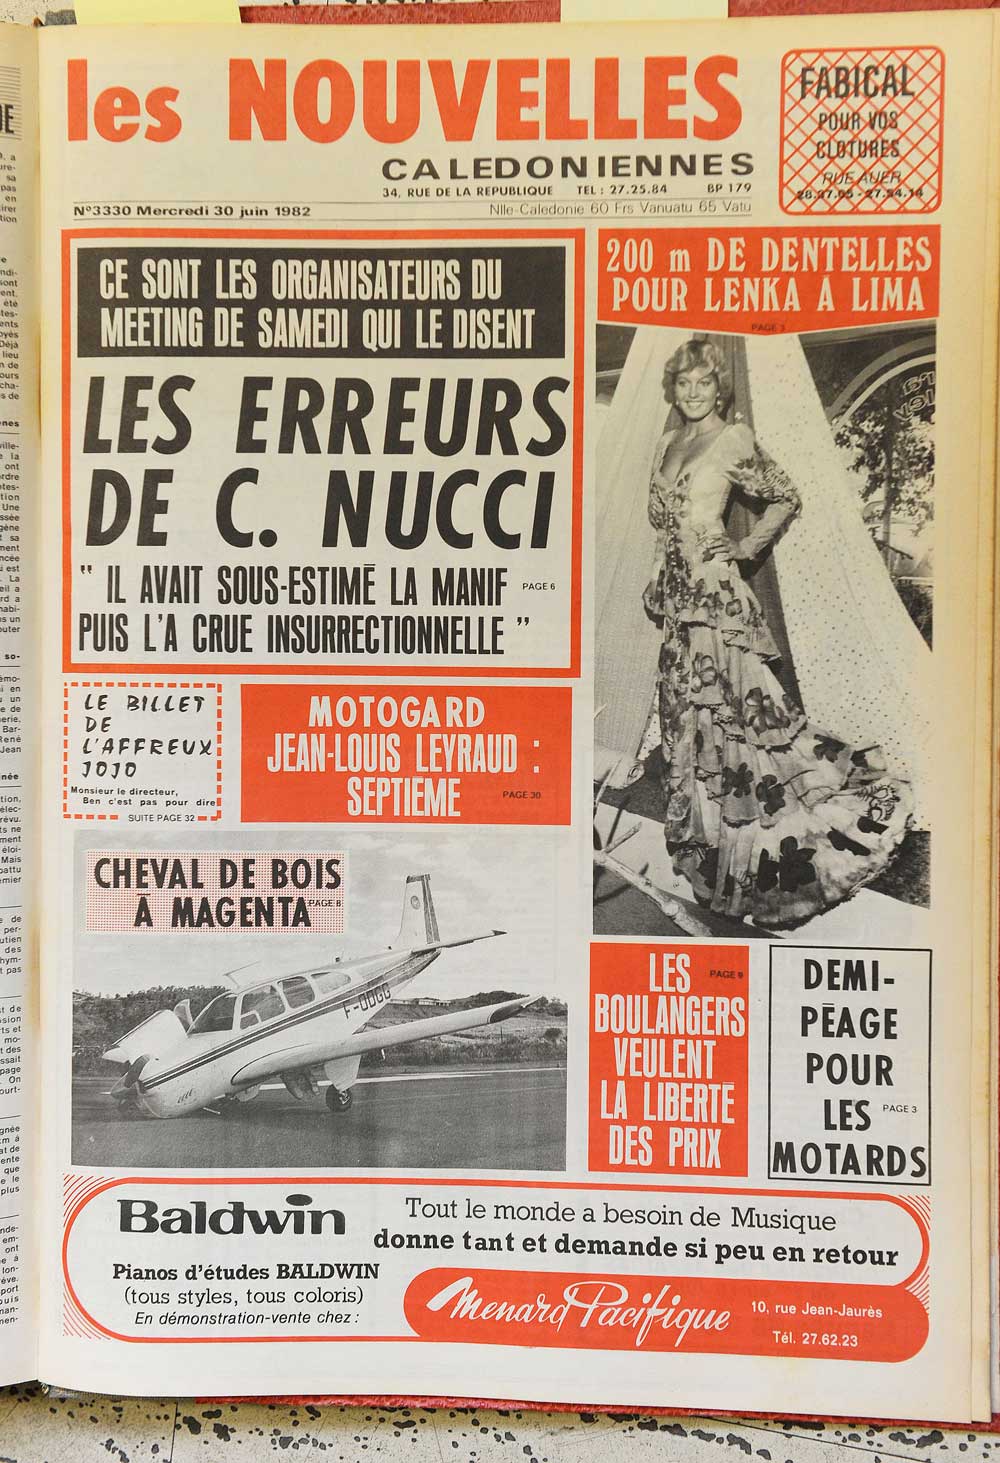 les NOUVELLES
CALEDONIENNES
34, RUE DE LA REPUBLIQUE TEL : 27.25.84 BP 179
N°3330 Mercredi 30 juin 1982
Nlle-Caledonie 60 Frs Vanuatu 65 Vatu
FABICAL
POUR VOS
CLOTURES
RUE AUER
28.37.05 - 27.54.14
CE SONT LES ORGANISATEURS DU
MEETING DE SAMEDI QUI LE DISENT
LES ERREURS
DE C. NUCCI
" IL AVAIT SOUS-ESTIMÉ LA MANIF PAGE 6
PUIS L'A CRUE INSURRECTIONNELLE "
200 m DE DENTELLES
POUR LENKA À LIMA
PAGE 3
LE BILLET
DE
L'AFFREUX
JOJO
Monsieur le directeur,
Ben c'est pas pour dire
SUITE PAGE 32
MOTOGARD
JEAN-LOUIS LEYRAUD :
SEPTIÈME PAGE 30
CHEVAL DE BOIS
À MAGENTA PAGE 8
F-ODGG
LES PAGE 9
BOULANGERS
VEULENT
LA LIBERTÉ
DES PRIX
DEMI-
PÉAGE
POUR
LES PAGE 3
MOTARDS
Baldwin
Pianos d'études BALDWIN
(tous styles, tous coloris)
En démonstration-vente chez :
Tout le monde a besoin de Musique
donne tant et demande si peu en retour
Menard Pacifique
10, rue Jean-Jaurès
Tél. 27.62.23